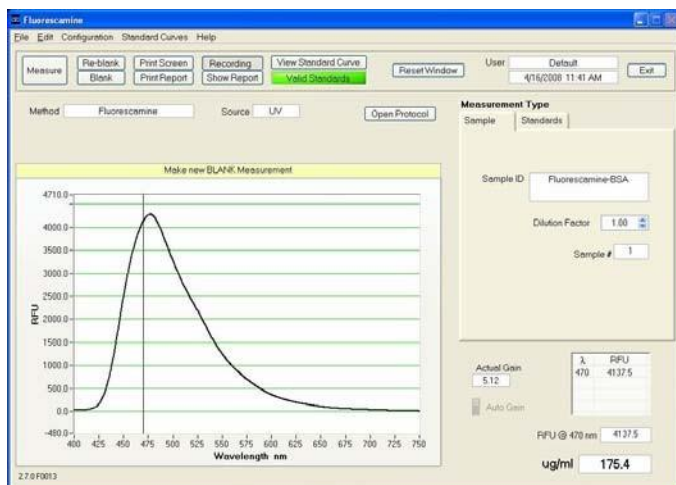 Fluorescamine
File Edit Configuration Standard Curves Help
Measure
Re-blank
Print Screen
Recording
View Standard Curve
Blank
Print Report
Show Report
Valid Standards
Reset Window
User
Default
4/16/2008 11:41 AM
Exit
Method
Fluorescamine
Source
UV
Open Protocol
Measurement Type
Sample
Standards
Make new BLANK Measurement
Sample ID
Fluorescamine-BSA
Dilution Factor
1.00
Sample #
1
RFU
4710.0
4000.0
3500.0
3000.0
2500.0
2000.0
1500.0
1000.0
500.0
0.0
-480.0
400 425 450 475 500 525 550 575 600 625 650 675 700 725 750
Wavelength nm
Actual Gain
5.12
Auto Gain
λ RFU
470 4137.5
RFU @ 470 nm
4137.5
ug/ml
175.4
2.7.0 F0013